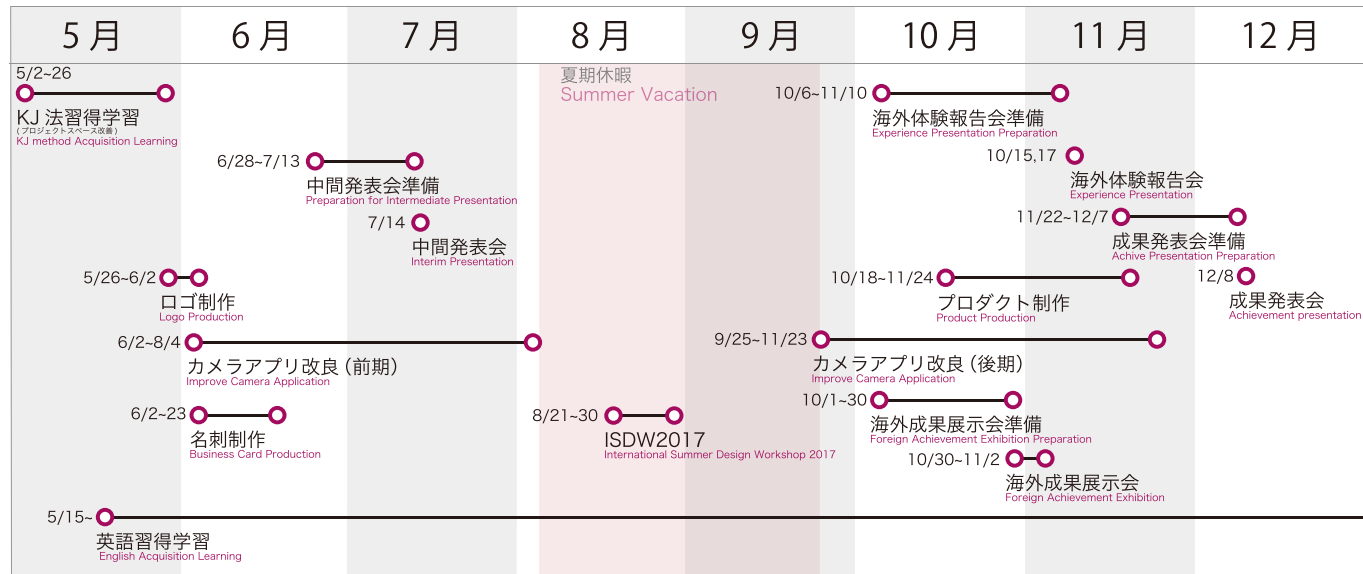 5月 6月 7月 8月 9月 10月 11月 12月
5/2~26
KJ法習得学習
(プロジェクトスペース改善)
KJ method Acquisition Learning
夏期休暇
Summer Vacation
10/6~11/10
海外体験報告会準備
Experience Presentation Preparation
6/28~7/13
中間発表会準備
Preparation for Intermediate Presentation
10/15,17
海外体験報告会
Experience Presentation
7/14
中間発表会
Interim Presentation
11/22~12/7
成果発表会準備
Achive Presentation Preparation
5/26~6/2
ロゴ制作
Logo Production
10/18~11/24
プロダクト制作
Product Production
12/8
成果発表会
Achievement presentation
6/2~8/4
カメラアプリ改良(前期)
Improve Camera Application
9/25~11/23
カメラアプリ改良(後期)
Improve Camera Application
6/2~23
名刺制作
Business Card Production
8/21~30
ISDW2017
International Summer Design Workshop 2017
10/1~30
海外成果展示会準備
Foreign Achievement Exhibition Preparation
10/30~11/2
海外成果展示会
Foreign Achievement Exhibition
5/15~
英語習得学習
English Acquisition Learning